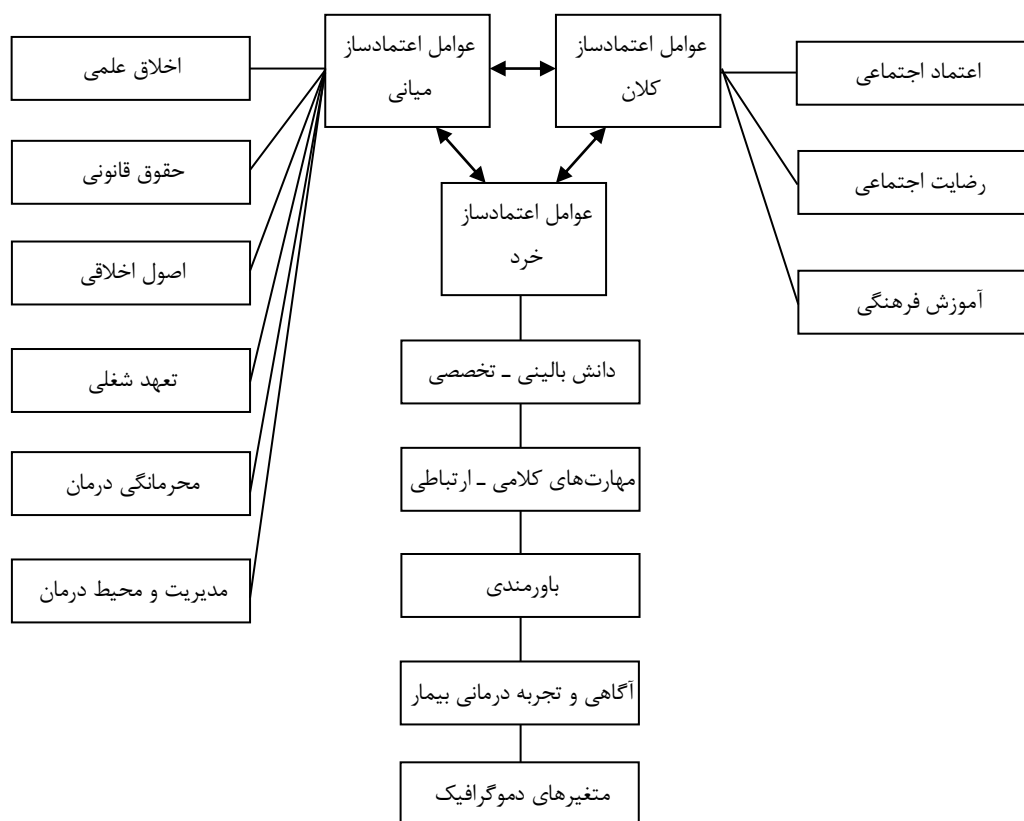 عوامل اعتمادساز
کلان
عوامل اعتمادساز
میانی
عوامل اعتمادساز
خرد
اعتماد اجتماعی
رضایت اجتماعی
آموزش فرهنگی
اخلاق علمی
حقوق قانونی
اصول اخلاقی
تعهد شغلی
محرمانگی درمان
مدیریت و محیط درمان
دانش بالینی ـ تخصصی
مهارت‌های کلامی ـ ارتباطی
باورمندی
آگاهی و تجربه درمانی بیمار
متغیرهای دموگرافیک